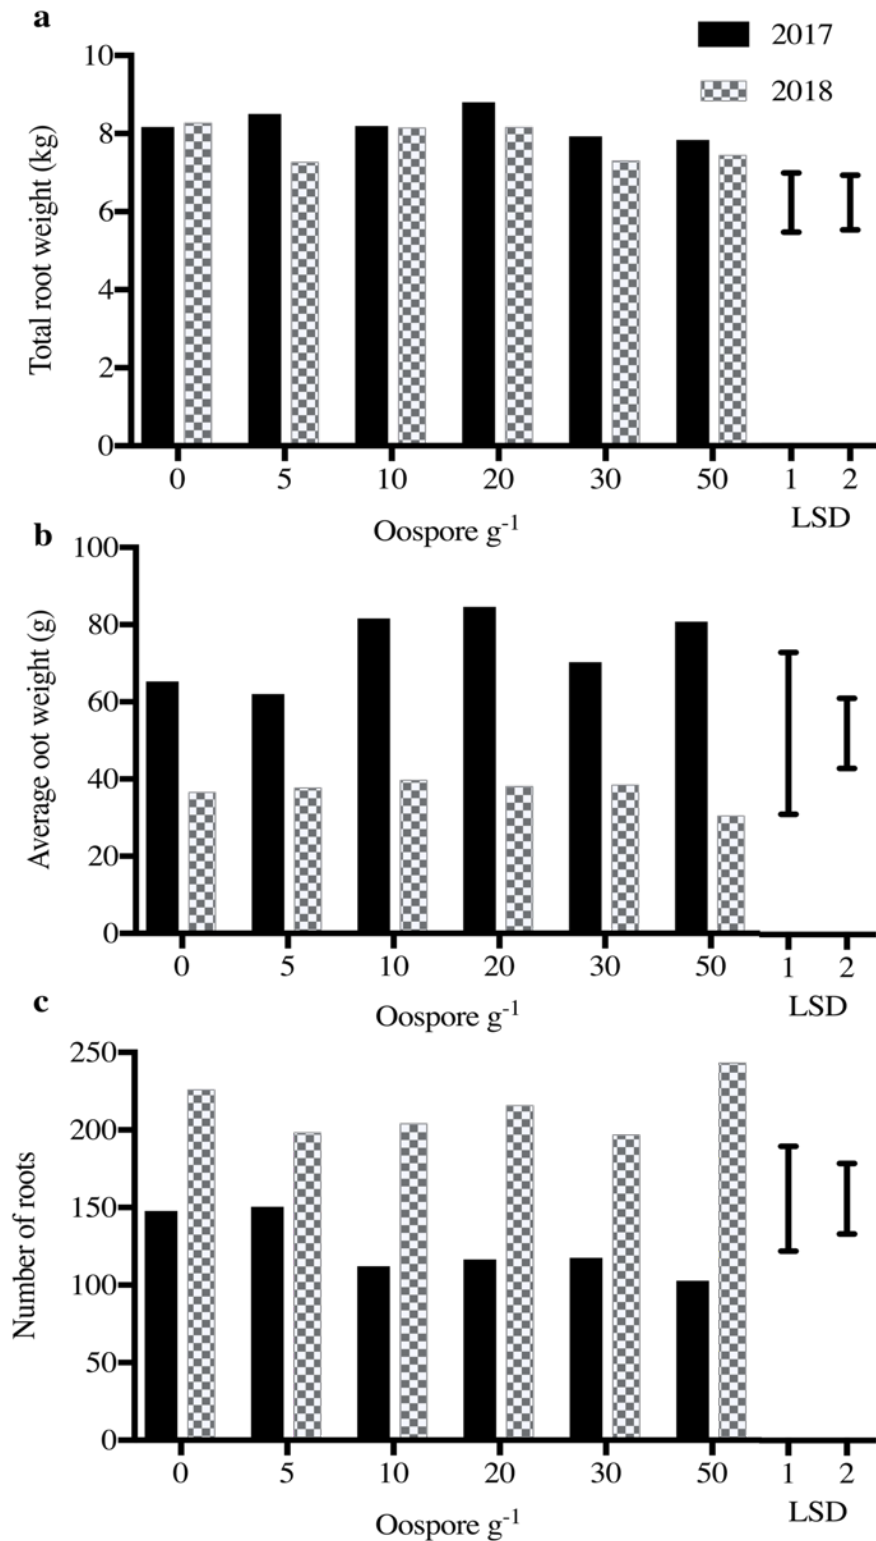 a
2017
2018
Total root weight (kg)
10
8
6
4
2
0
0 5 10 20 30 50 1 2
Oospore g-1
LSD
b
Average oot weight (g)
100
80
60
40
20
0
0 5 10 20 30 50 1 2
Oospore g-1
LSD
c
Number of roots
250
200
150
100
50
0
0 5 10 20 30 50 1 2
Oospore g-1
LSD